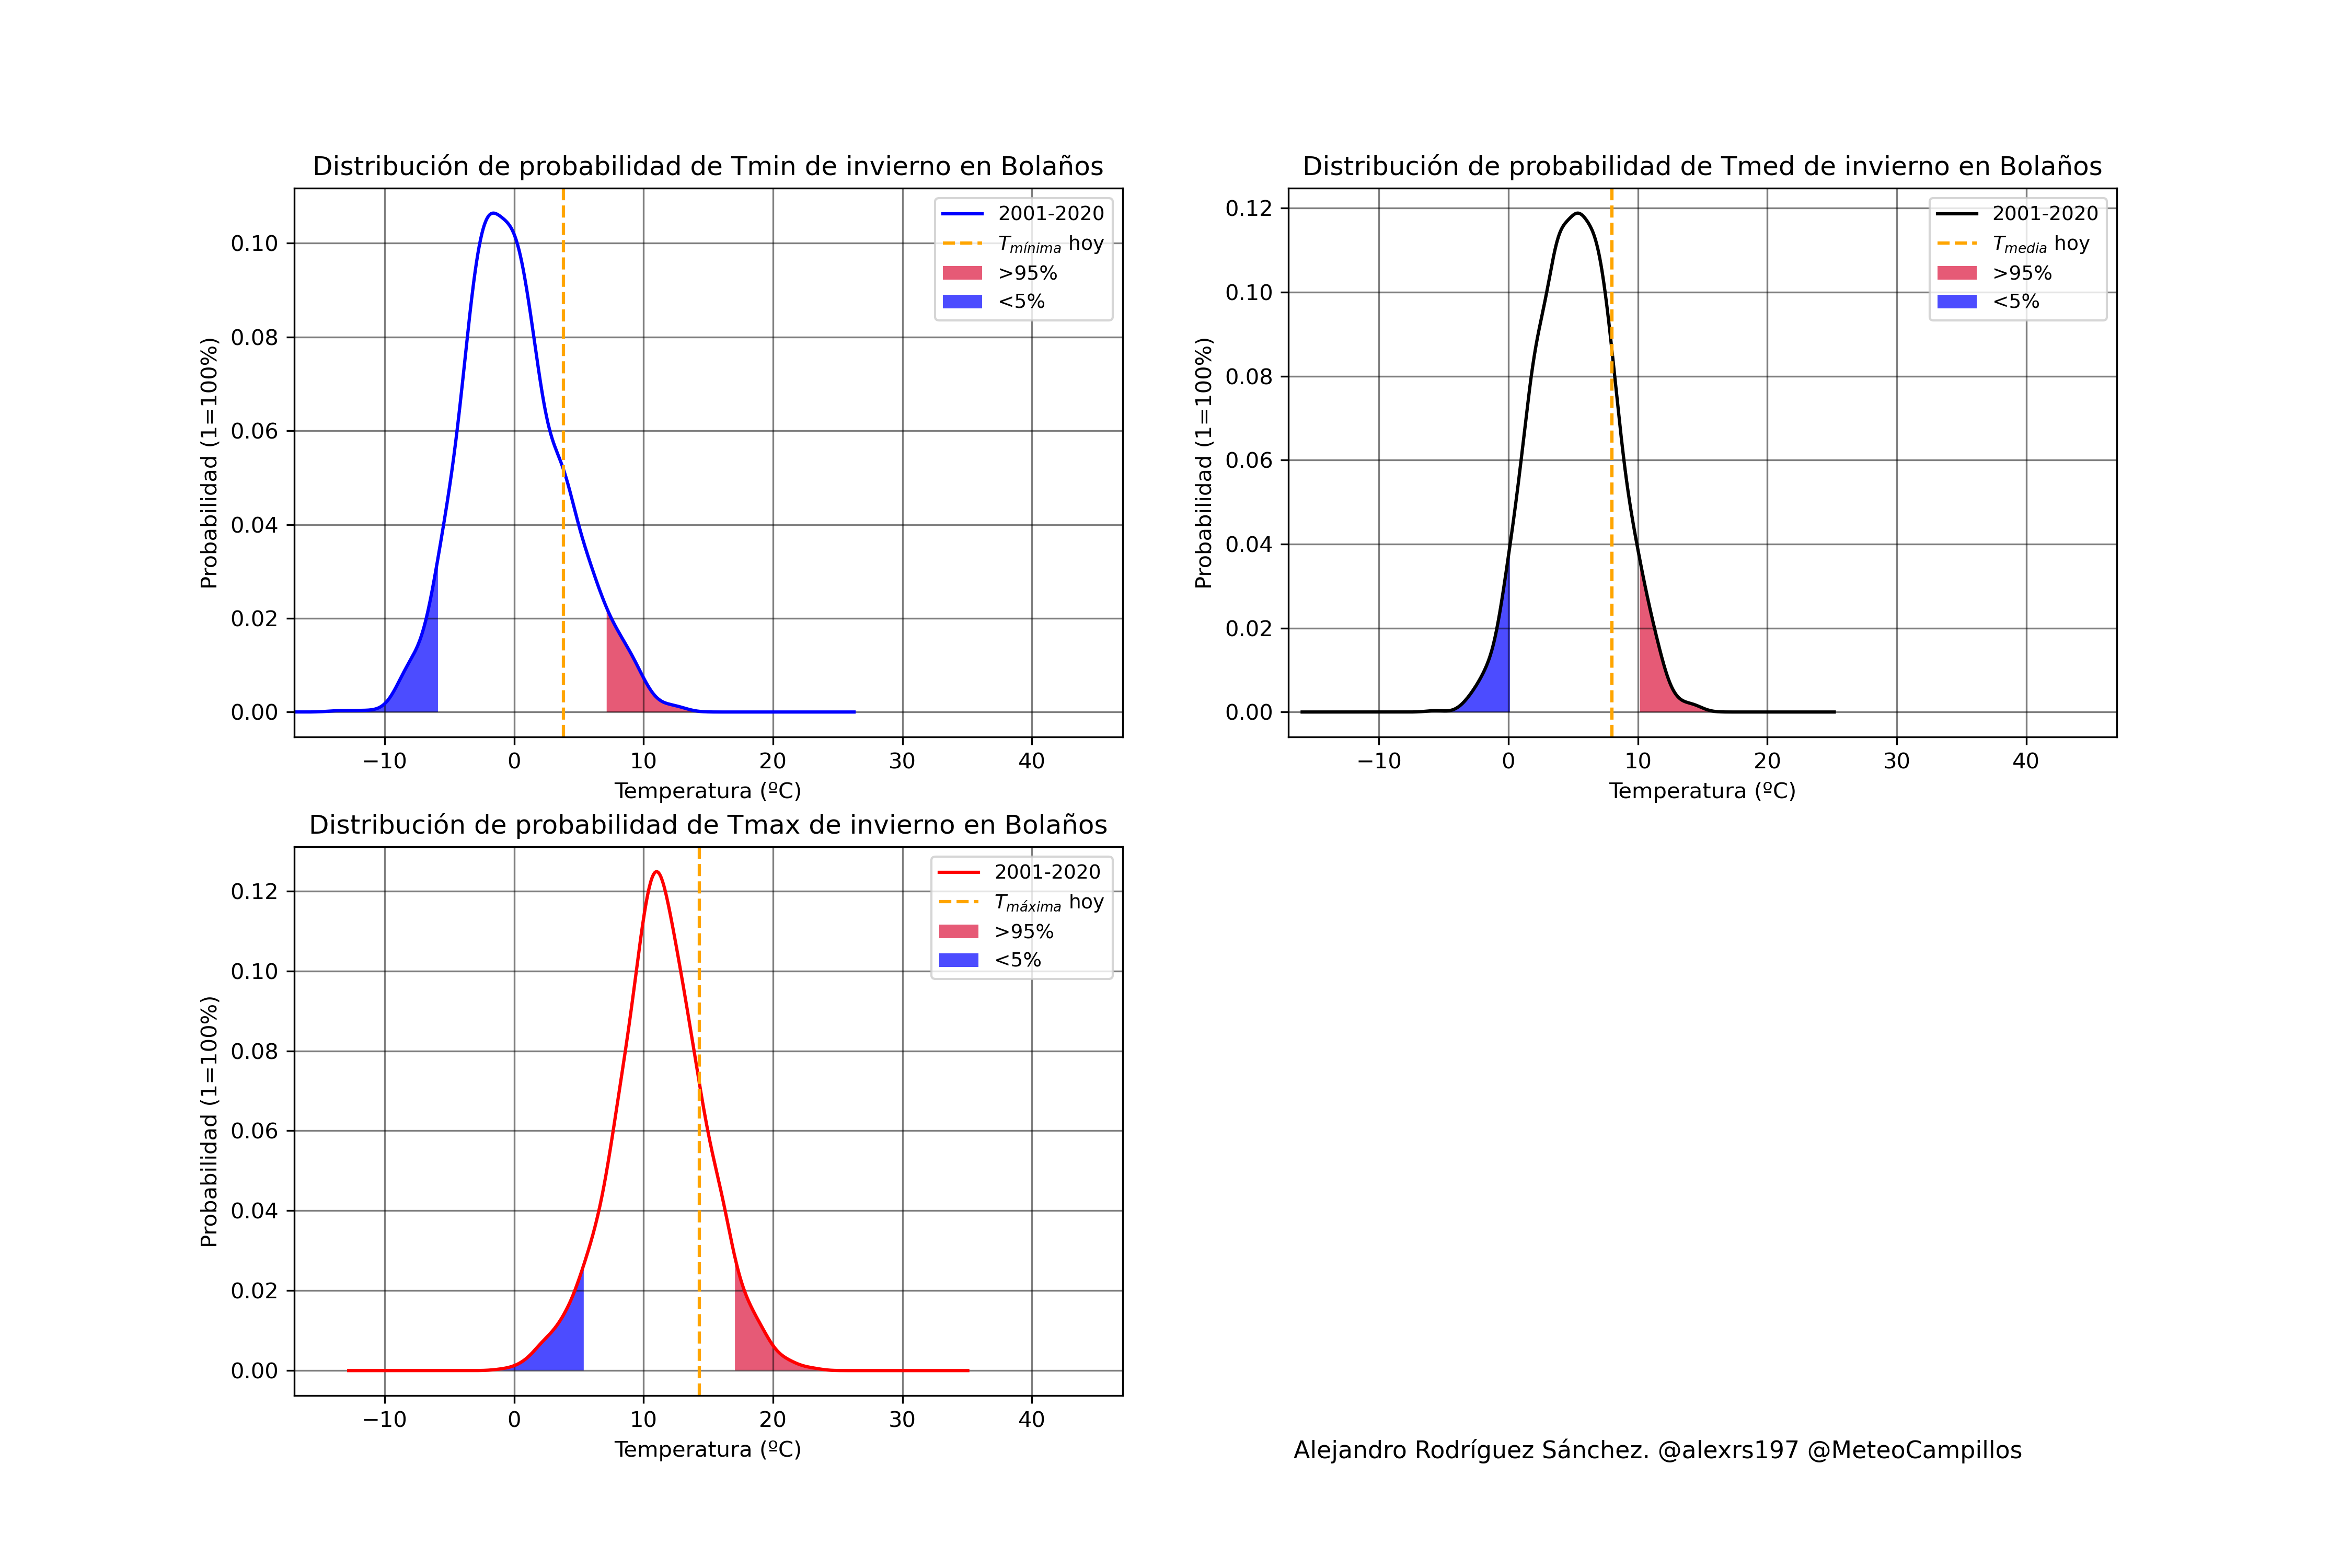 Distribución de probabilidad de Tmin de invierno en Bolaños
Probabilidad (1=100%)
0.10
0.08
0.06
0.04
0.02
0.00
2001-2020
Tmínima hoy
>95%
<5%
−10 0 10 20 30 40
Temperatura (ºC)
Distribución de probabilidad de Tmed de invierno en Bolaños
Probabilidad (1=100%)
0.12
0.10
0.08
0.06
0.04
0.02
0.00
2001-2020
Tmedia hoy
>95%
<5%
−10 0 10 20 30 40
Temperatura (ºC)
Distribución de probabilidad de Tmax de invierno en Bolaños
Probabilidad (1=100%)
0.12
0.10
0.08
0.06
0.04
0.02
0.00
2001-2020
Tmáxima hoy
>95%
<5%
−10 0 10 20 30 40
Temperatura (ºC)
Alejandro Rodríguez Sánchez. @alexrs197 @MeteoCampillos